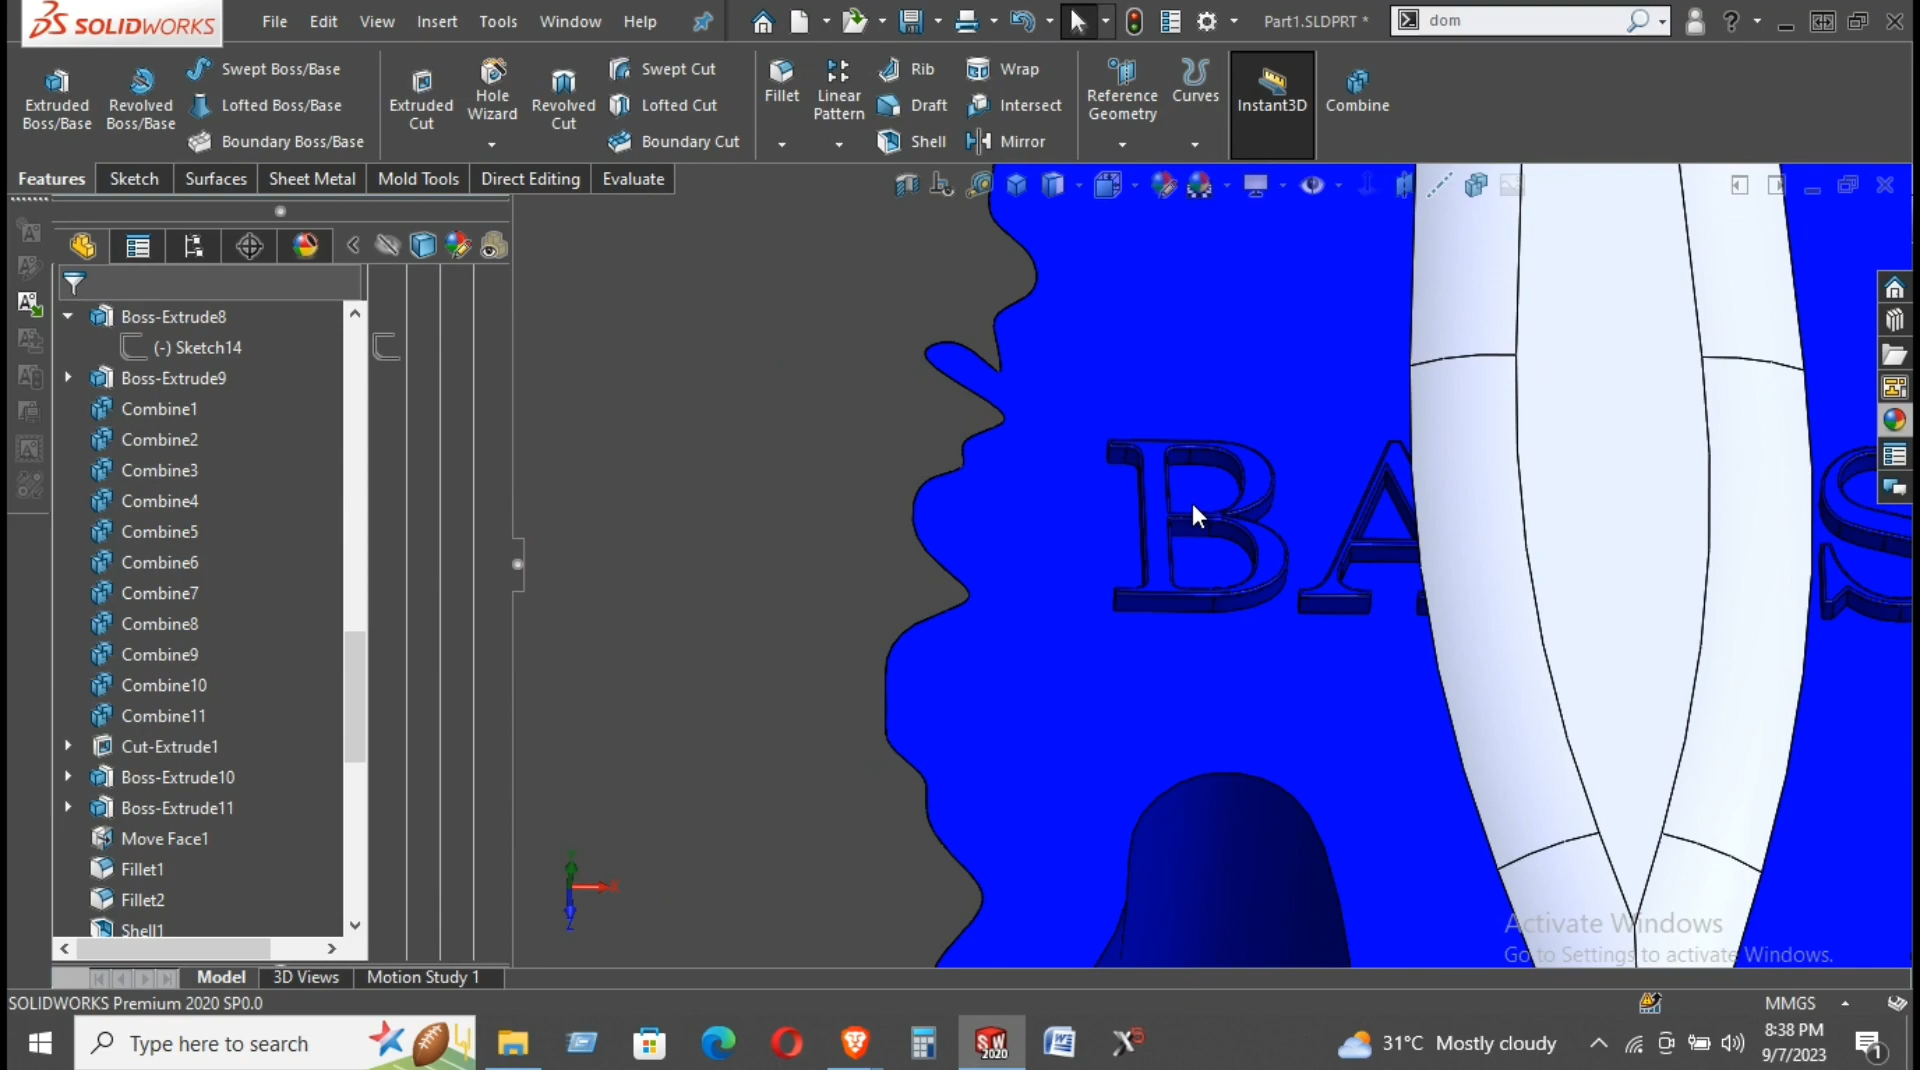 SOLIDWORKS File Edit View Insert Tools Window Help Part1.SLDPRT * dom
Extruded Boss/Base
Revolved Boss/Base
Swept Boss/Base
Lofted Boss/Base
Boundary Boss/Base
Extruded Cut
Hole Wizard
Revolved Cut
Swept Cut
Lofted Cut
Boundary Cut
Fillet
Linear Pattern
Rib
Draft
Shell
Wrap
Intersect
Mirror
Reference Geometry
Curves
Instant3D
Combine
Features Sketch Surfaces Sheet Metal Mold Tools Direct Editing Evaluate
Boss-Extrude8
(-) Sketch14
Boss-Extrude9
Combine1
Combine2
Combine3
Combine4
Combine5
Combine6
Combine7
Combine8
Combine9
Combine10
Combine11
Cut-Extrude1
Boss-Extrude10
Boss-Extrude11
Move Face1
Fillet1
Fillet2
Shell1
BA S
X
Z
Activate Windows
Go to Settings to activate Windows.
Model 3D Views Motion Study 1
SOLIDWORKS Premium 2020 SP0.0 MMGS
Type here to search
SW 2020
31°C Mostly cloudy
8:38 PM
9/7/2023
1